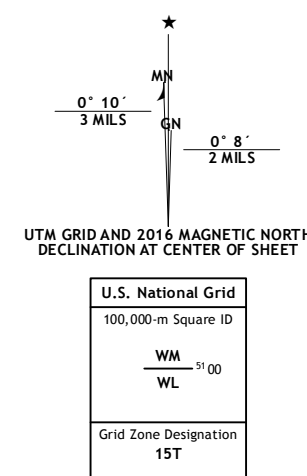 ★
MN
0° 10´
3 MILS
GN
0° 8´
2 MILS
UTM GRID AND 2016 MAGNETIC NORTH
DECLINATION AT CENTER OF SHEET
U.S. National Grid
100,000-m Square ID
WM
51 00
WL
Grid Zone Designation
15T